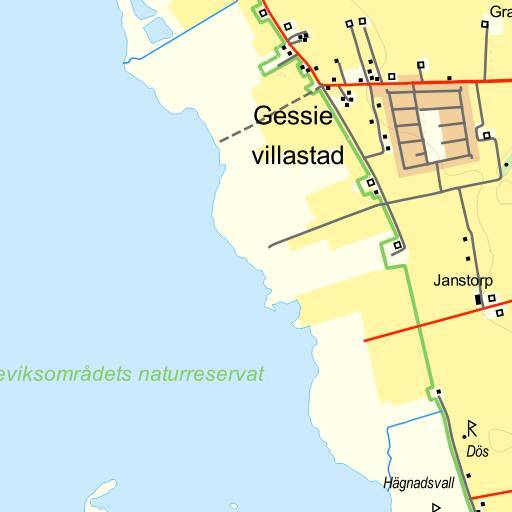 Gra
Gessie
villastad
Janstorp
eviksområdets naturreservat
Dös
Hägnadsvall